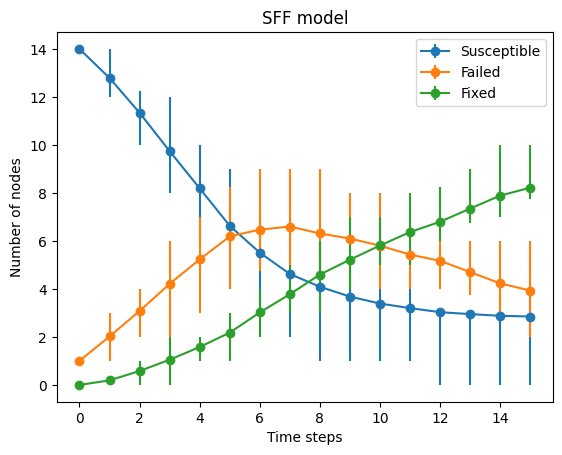 SFF model
Susceptible
Failed
Fixed
Number of nodes
14
12
10
8
6
4
2
0
0 2 4 6 8 10 12 14
Time steps